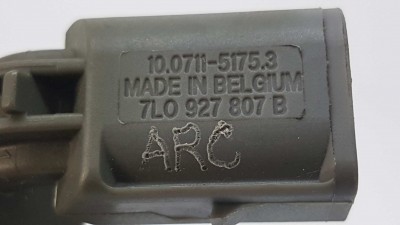 10.0711-5175.3
MADE IN BELGIUM
7L0 927 807 B
ARC